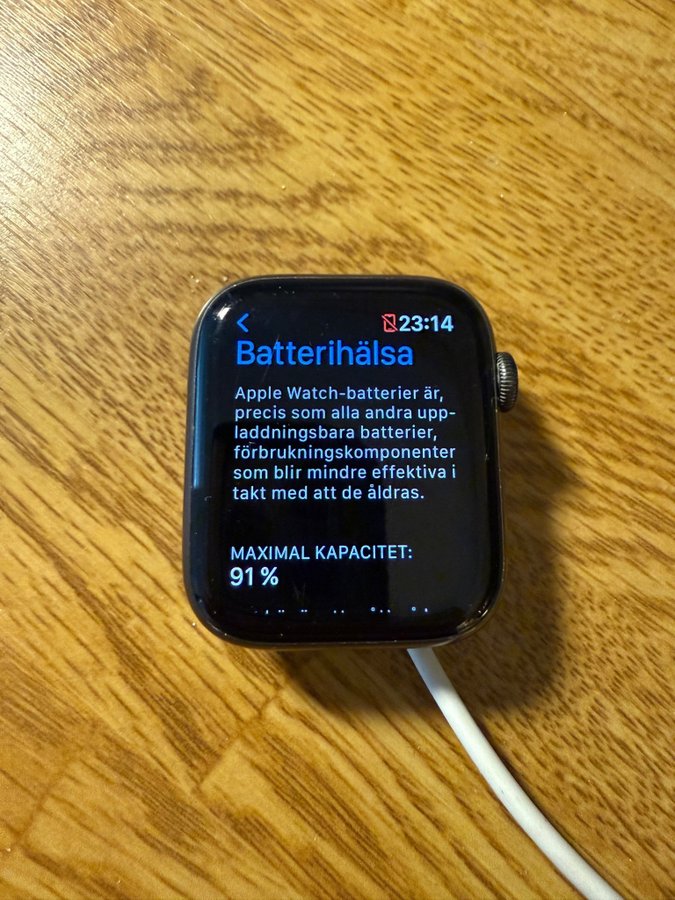 23:14
Batterihälsa
Apple Watch-batterier är,
precis som alla andra upp-
laddningsbara batterier,
förbrukningskomponenter
som blir mindre effektiva i
takt med att de åldras.
MAXIMAL KAPACITET:
91 %